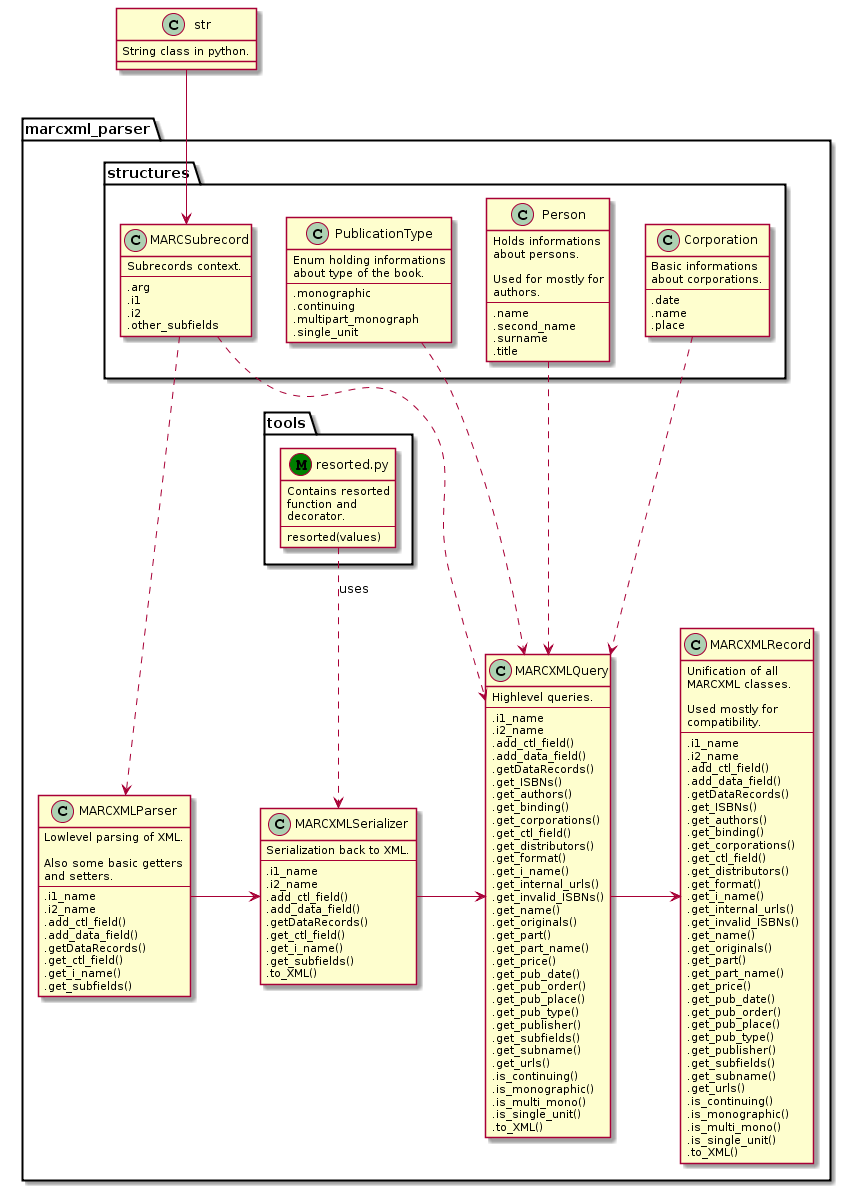 C str
String class in python.
marcxml_parser
structures
C MARCSubrecord
Subrecords context.
.arg
.i1
.i2
.other_subfields
C PublicationType
Enum holding informations
about type of the book.
.monographic
.continuing
.multipart_monograph
.single_unit
C Person
Holds informations
about persons.
Used for mostly for
authors.
.name
.second_name
.surname
.title
C Corporation
Basic informations
about corporations.
.date
.name
.place
tools
M resorted.py
Contains resorted
function and
decorator.
resorted(values)
uses
C MARCXMLParser
Lowlevel parsing of XML.
Also some basic getters
and setters.
.i1_name
.i2_name
.add_ctl_field()
.add_data_field()
.getDataRecords()
.get_ctl_field()
.get_i_name()
.get_subfields()
C MARCXMLSerializer
Serialization back to XML.
.i1_name
.i2_name
.add_ctl_field()
.add_data_field()
.getDataRecords()
.get_ctl_field()
.get_i_name()
.get_subfields()
.to_XML()
C MARCXMLQuery
Highlevel queries.
.i1_name
.i2_name
.add_ctl_field()
.add_data_field()
.getDataRecords()
.get_ISBNs()
.get_authors()
.get_binding()
.get_corporations()
.get_ctl_field()
.get_distributors()
.get_format()
.get_i_name()
.get_internal_urls()
.get_invalid_ISBNs()
.get_name()
.get_originals()
.get_part()
.get_part_name()
.get_price()
.get_pub_date()
.get_pub_order()
.get_pub_place()
.get_pub_type()
.get_publisher()
.get_subfields()
.get_subname()
.get_urls()
.is_continuing()
.is_monographic()
.is_multi_mono()
.is_single_unit()
.to_XML()
C MARCXMLRecord
Unification of all
MARCXML classes.
Used mostly for
compatibility.
.i1_name
.i2_name
.add_ctl_field()
.add_data_field()
.getDataRecords()
.get_ISBNs()
.get_authors()
.get_binding()
.get_corporations()
.get_ctl_field()
.get_distributors()
.get_format()
.get_i_name()
.get_internal_urls()
.get_invalid_ISBNs()
.get_name()
.get_originals()
.get_part()
.get_part_name()
.get_price()
.get_pub_date()
.get_pub_order()
.get_pub_place()
.get_pub_type()
.get_publisher()
.get_subfields()
.get_subname()
.get_urls()
.is_continuing()
.is_monographic()
.is_multi_mono()
.is_single_unit()
.to_XML()